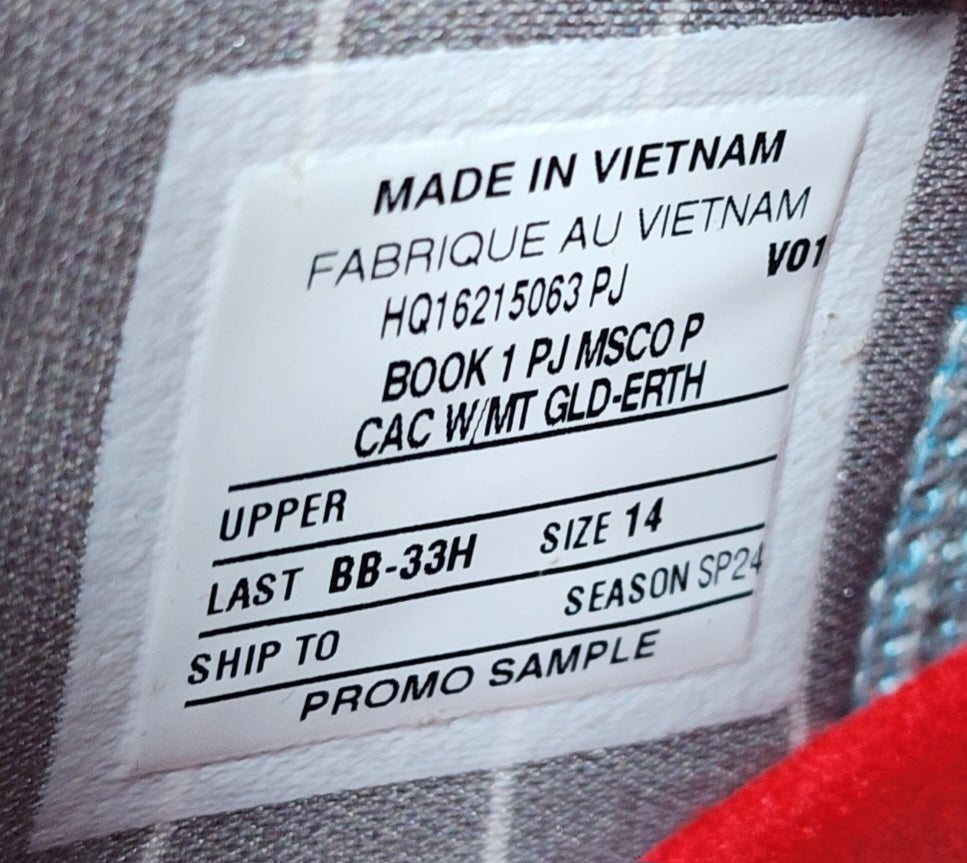 MADE IN VIETNAM
FABRIQUE AU VIETNAM
V01
HQ16215063 PJ
BOOK 1 PJ MSCO P
CAC W/MT GLD-ERTH
UPPER
LAST BB-33H SIZE 14
SHIP TO SEASON SP24
PROMO SAMPLE